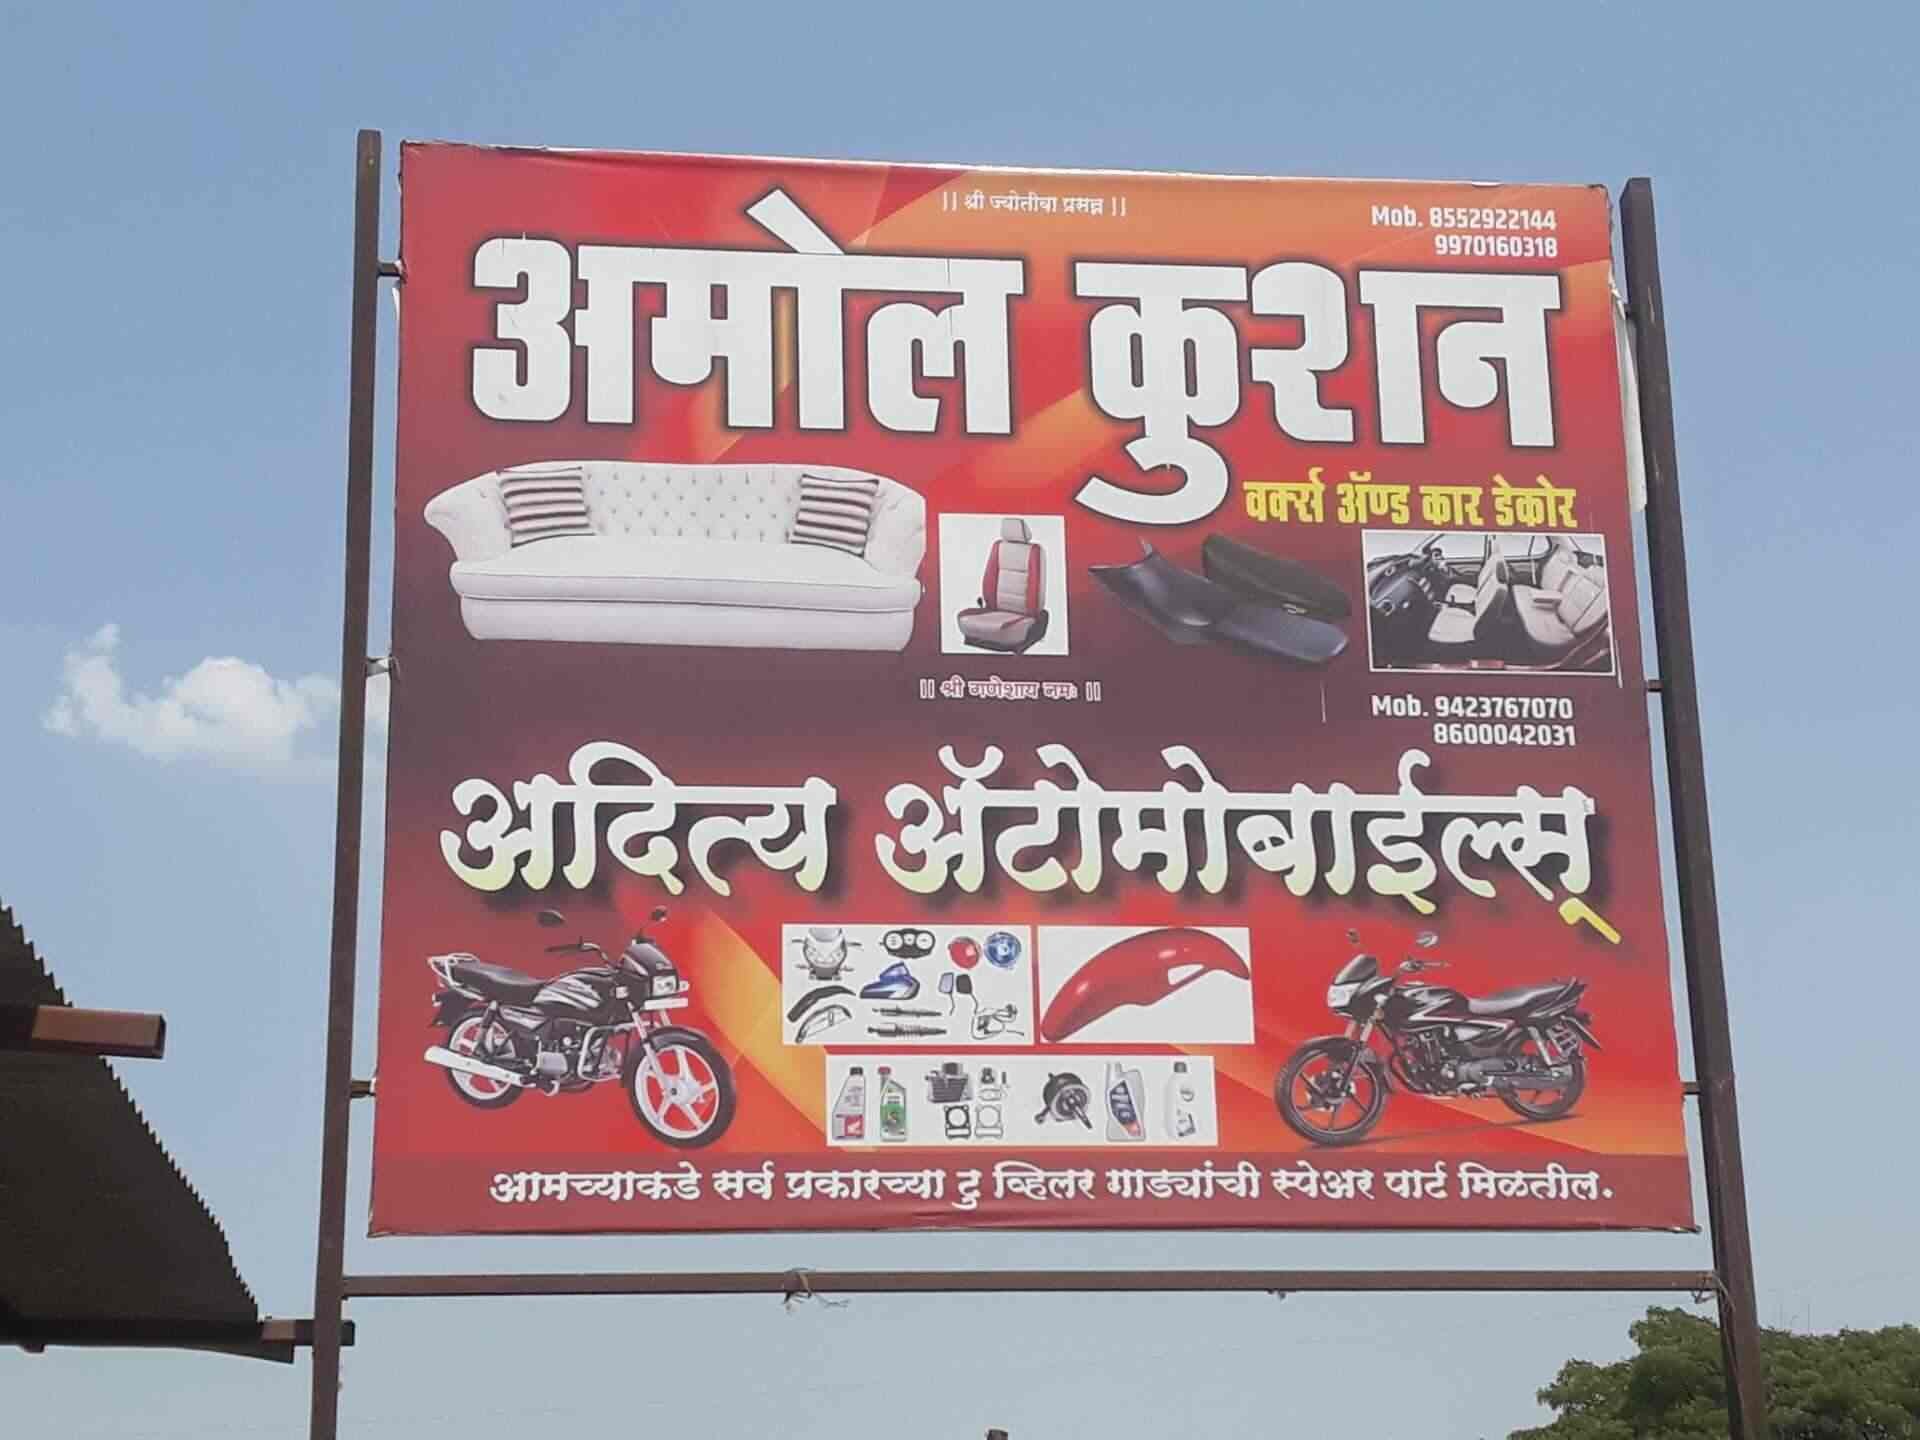 || श्री ज्योतीबा प्रसन्न ||
Mob. 8552922144
9970160318
अमोल कुशन
वर्क्स ॲण्ड कार डेकोर
|| श्री गणेशाय नमः ||
Mob. 9423767070
8600042031
अदित्य ॲटोमोबाईल्स्
आमच्याकडे सर्व प्रकारच्या टु व्हिलर गाड्यांची स्पेअर पार्ट मिळतील.